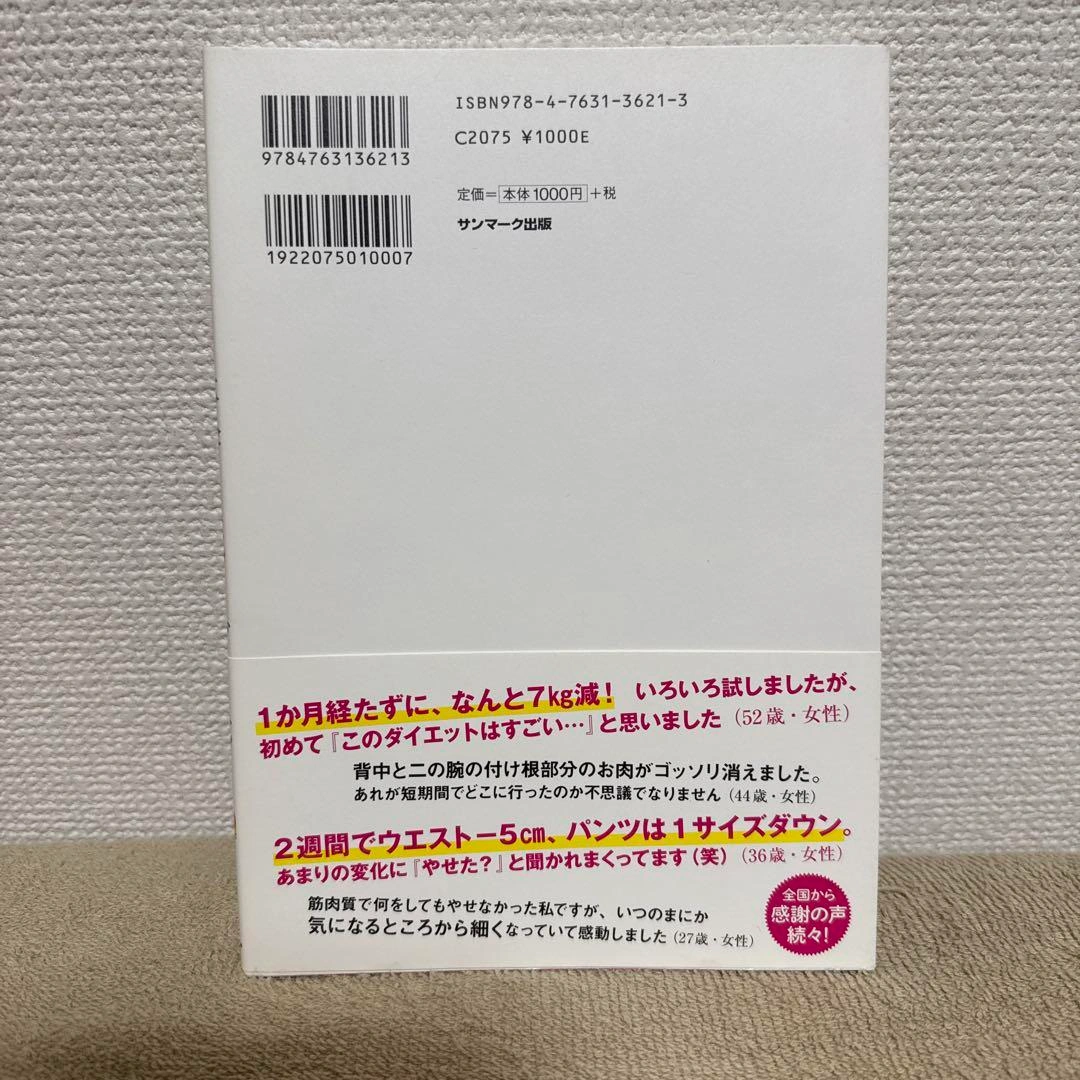 ISBN978-4-7631-3621-3
C2075 ¥1000E
9784763136213
定価=本体1000円+税
サンマーク出版
1922075010007
1か月経たずに、なんと7kg減! いろいろ試しましたが、
初めて『このダイエットはすごい…』と思いました(52歳・女性)
背中と二の腕の付け根部分のお肉がゴッソリ消えました。
あれが短期間でどこに行ったのか不思議でなりません(44歳・女性)
2週間でウエストー5cm、パンツは1サイズダウン。
あまりの変化に『やせた?』と聞かれまくってます(笑)(36歳・女性)
筋肉質で何をしてもやせなかった私ですが、いつのまにか
気になるところから細くなっていて感動しました(27歳・女性)
全国から
感謝の声
続々!